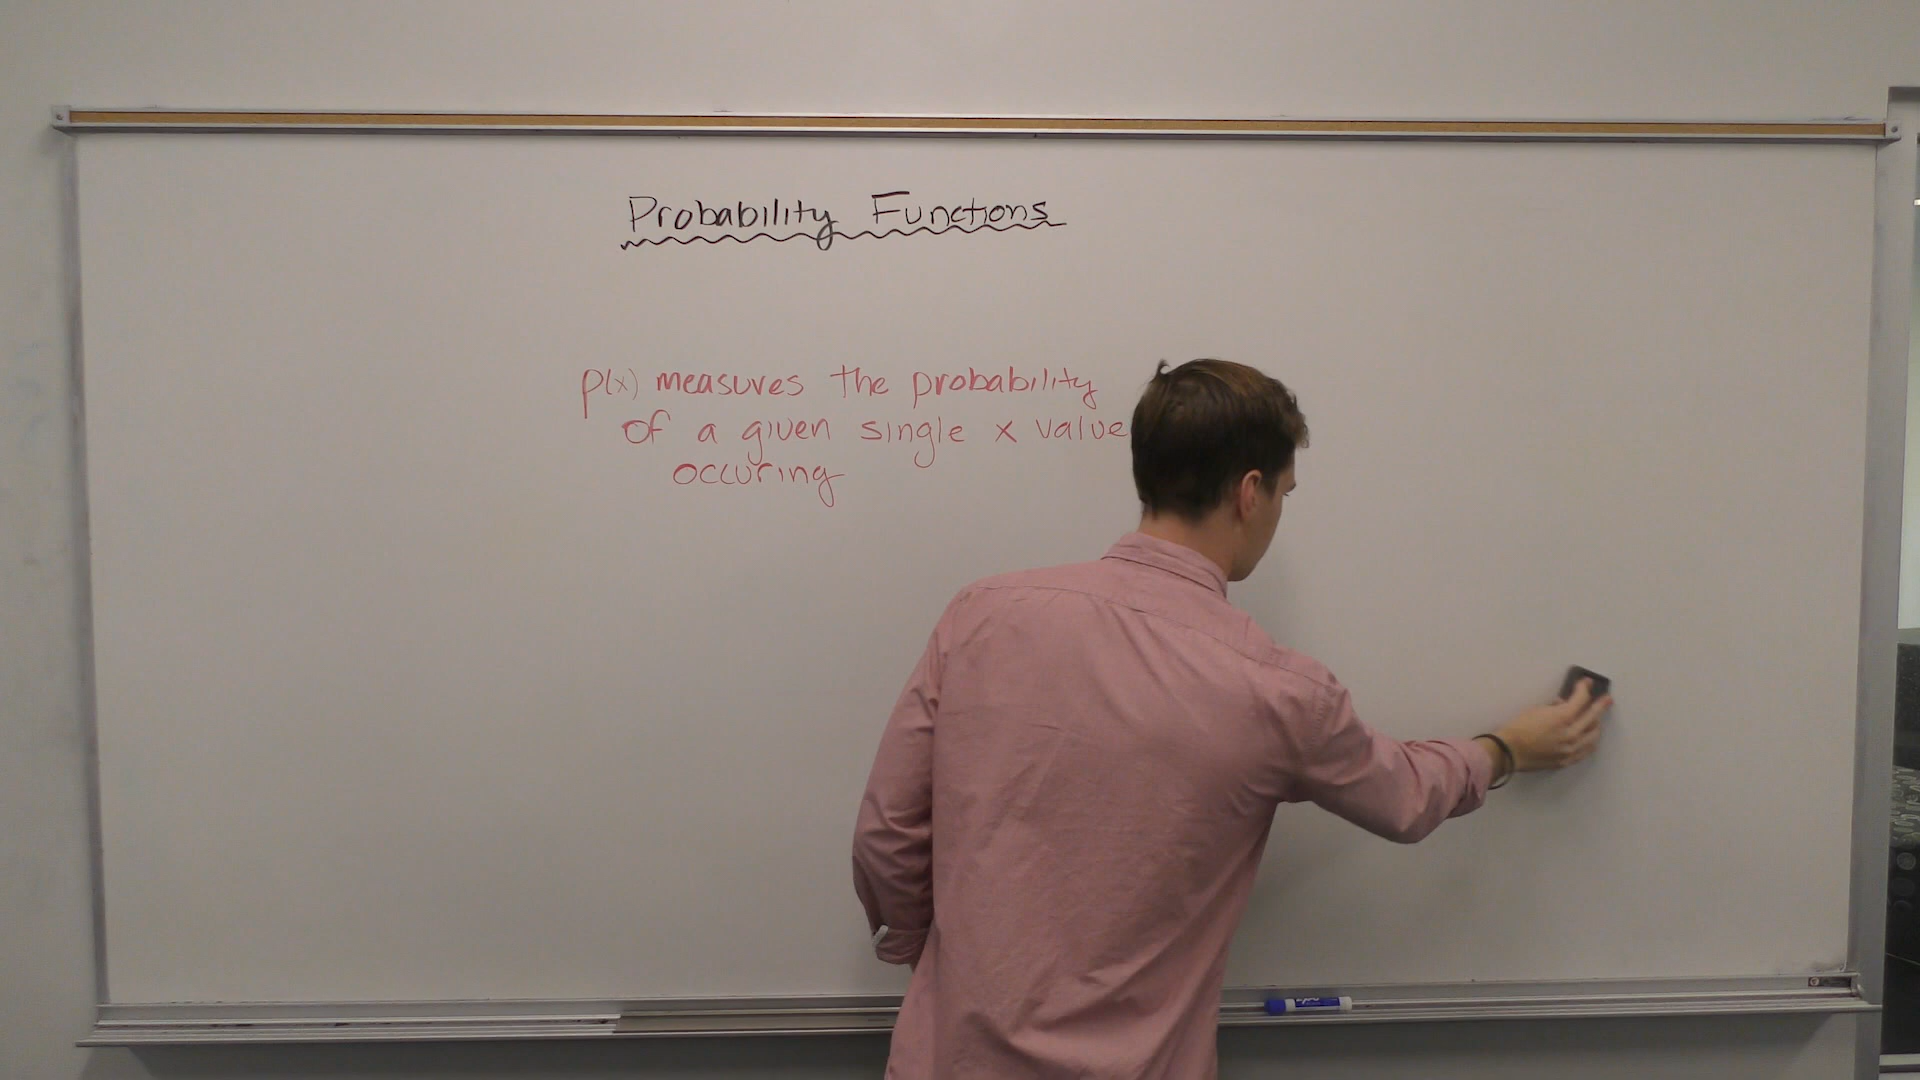 Probability Functions
p(x) measures the probability
of a given single x value
occuring